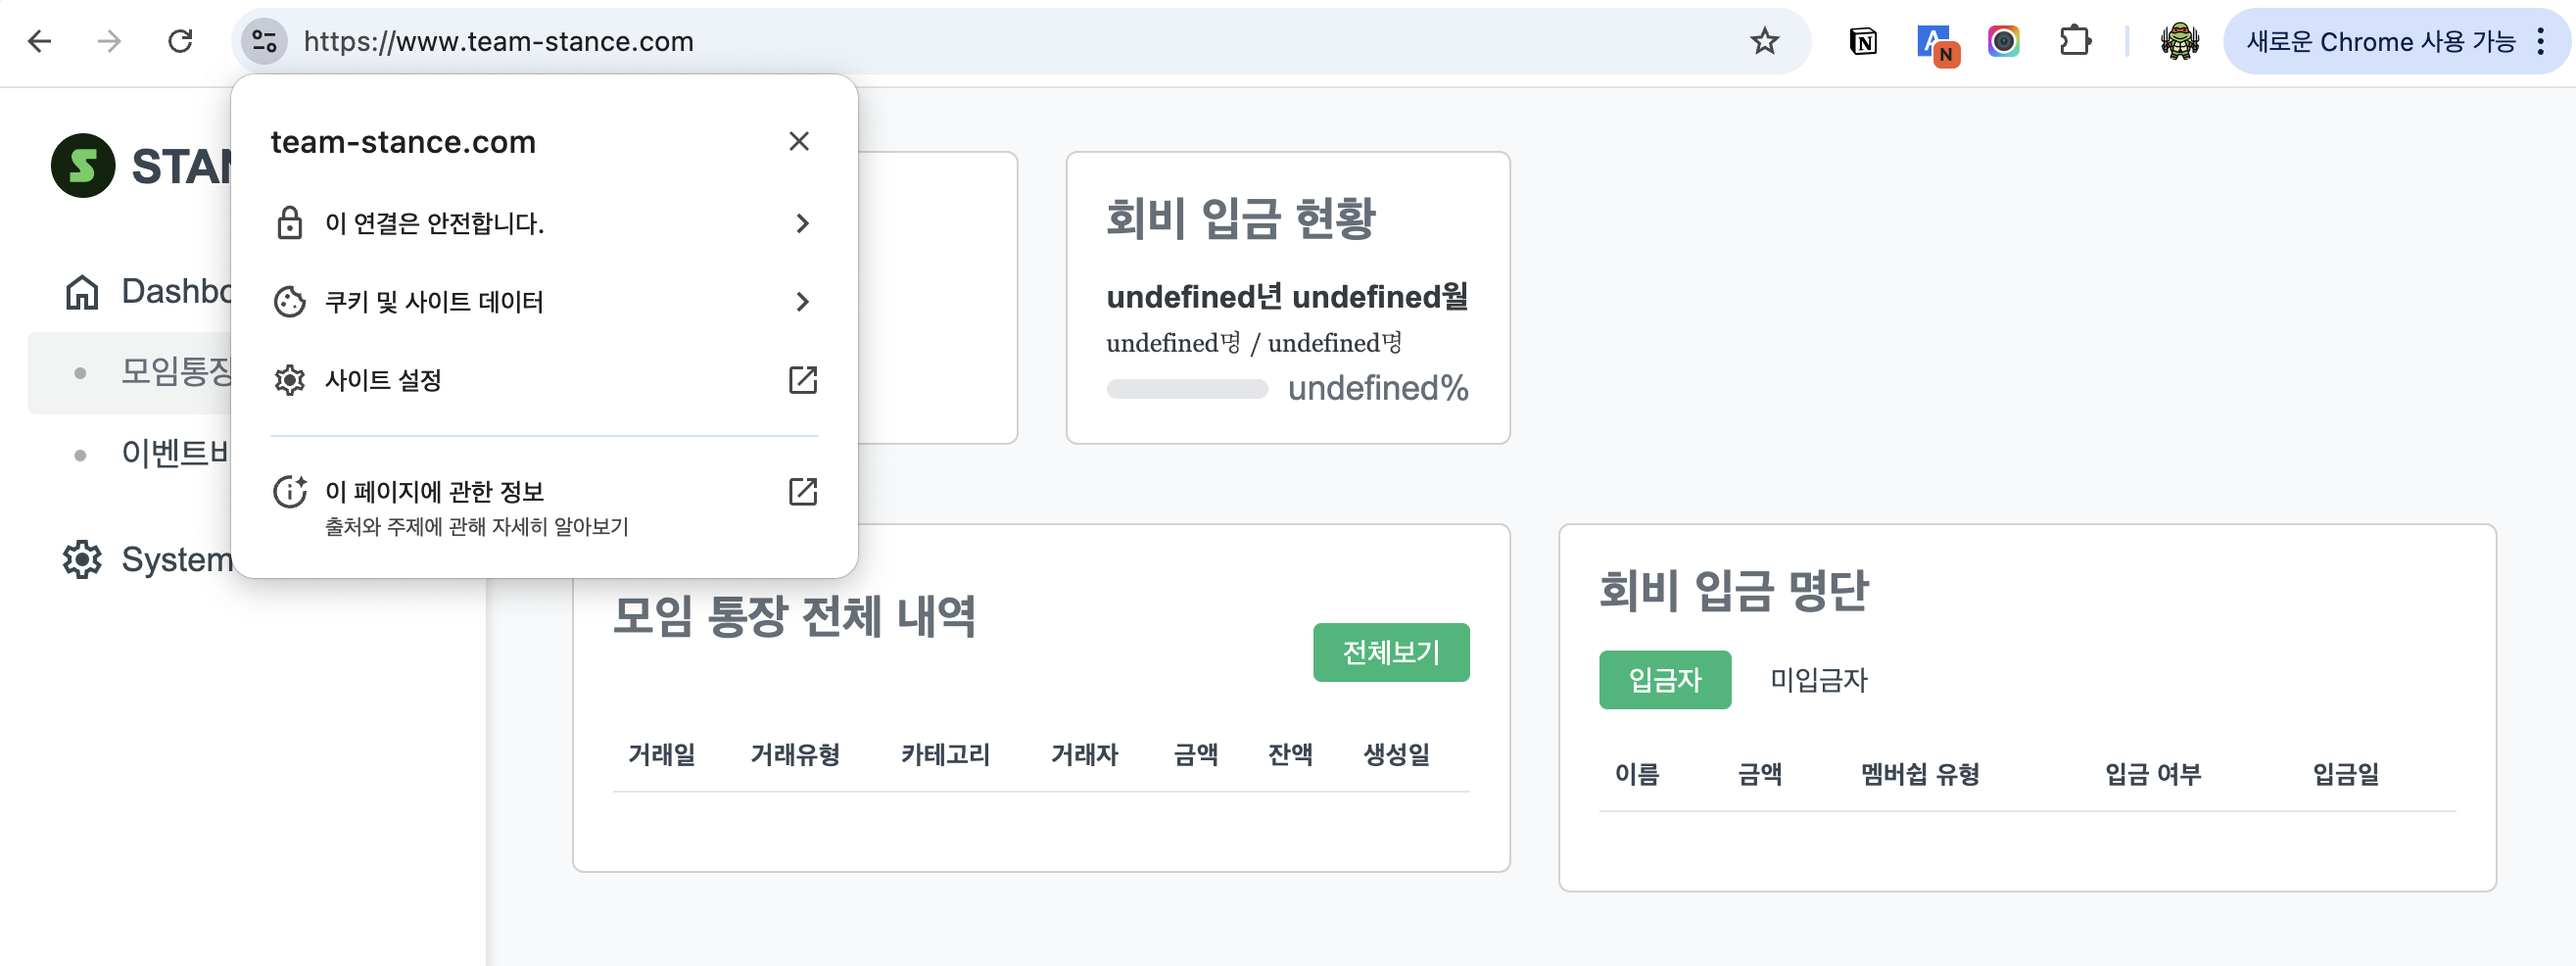 https://www.team-stance.com
N
A
N
새로운 Chrome 사용 가능
team-stance.com
이 연결은 안전합니다.
쿠키 및 사이트 데이터
사이트 설정
이 페이지에 관한 정보
출처와 주제에 관해 자세히 알아보기
S
STAN
Dashbo
모임통장
이벤트비
System
회비 입금 현황
undefined년 undefined월
undefined명 / undefined명
undefined%
모임 통장 전체 내역
전체보기
거래일 거래유형 카테고리 거래자 금액 잔액 생성일
회비 입금 명단
입금자 미입금자
이름 금액 멤버쉽 유형 입금 여부 입금일